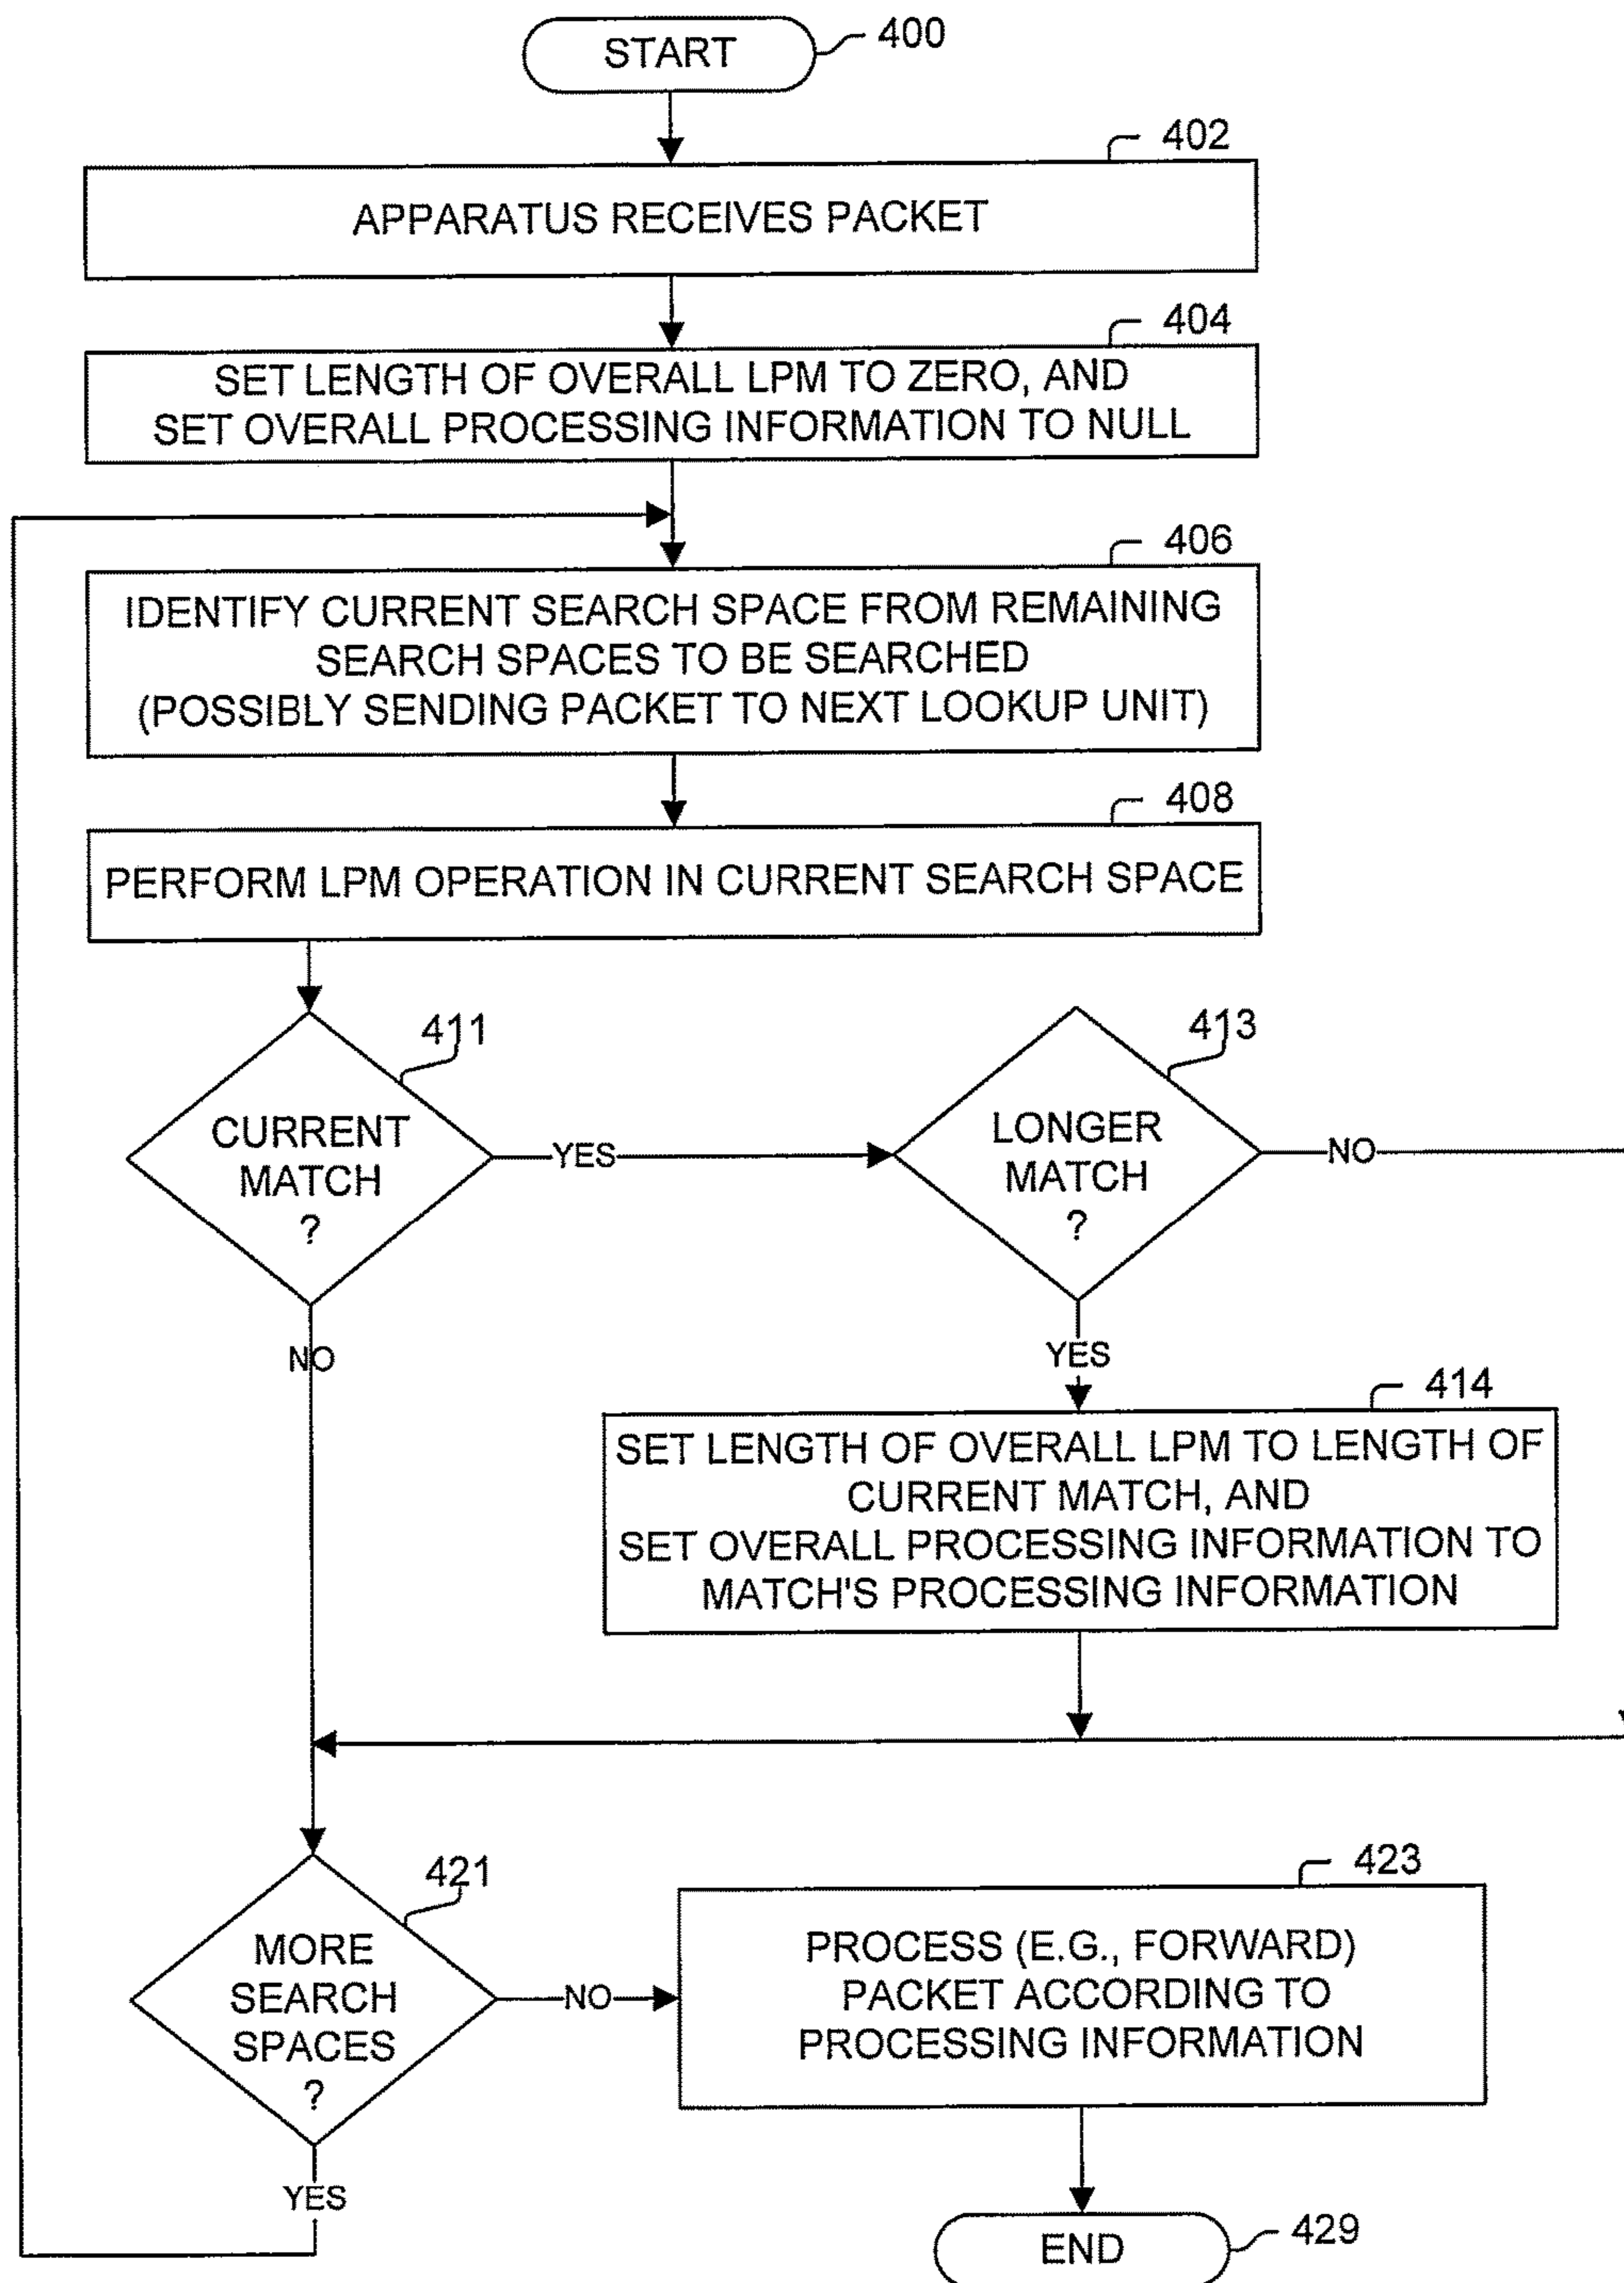 START
400
402
APPARATUS RECEIVES PACKET
404
SET LENGTH OF OVERALL LPM TO ZERO, AND
SET OVERALL PROCESSING INFORMATION TO NULL
406
IDENTIFY CURRENT SEARCH SPACE FROM REMAINING
SEARCH SPACES TO BE SEARCHED
(POSSIBLY SENDING PACKET TO NEXT LOOKUP UNIT)
408
PERFORM LPM OPERATION IN CURRENT SEARCH SPACE
411
CURRENT
MATCH
?
YES
NO
413
LONGER
MATCH
?
NO
YES
414
SET LENGTH OF OVERALL LPM TO LENGTH OF
CURRENT MATCH, AND
SET OVERALL PROCESSING INFORMATION TO
MATCH'S PROCESSING INFORMATION
421
MORE
SEARCH
SPACES
?
NO
YES
423
PROCESS (E.G., FORWARD)
PACKET ACCORDING TO
PROCESSING INFORMATION
END
429